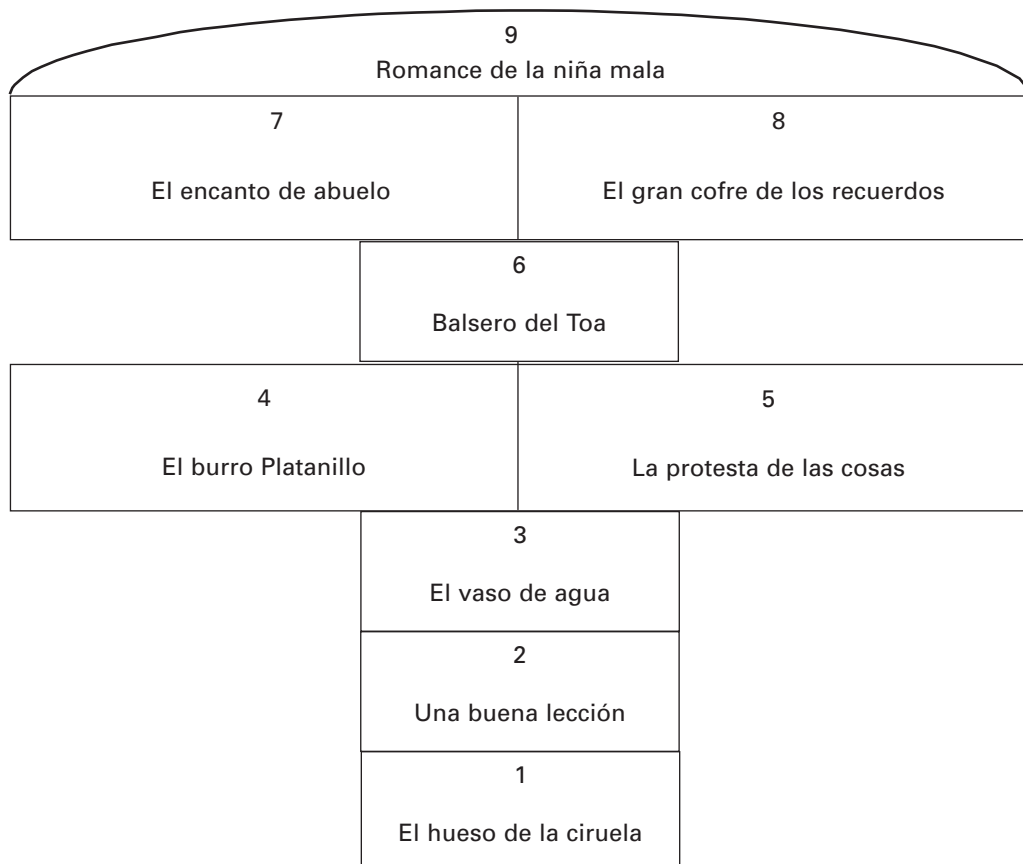 9
Romance de la niña mala
7
El encanto de abuelo
8
El gran cofre de los recuerdos
6
Balsero del Toa
4
El burro Platanillo
5
La protesta de las cosas
3
El vaso de agua
2
Una buena lección
1
El hueso de la ciruela